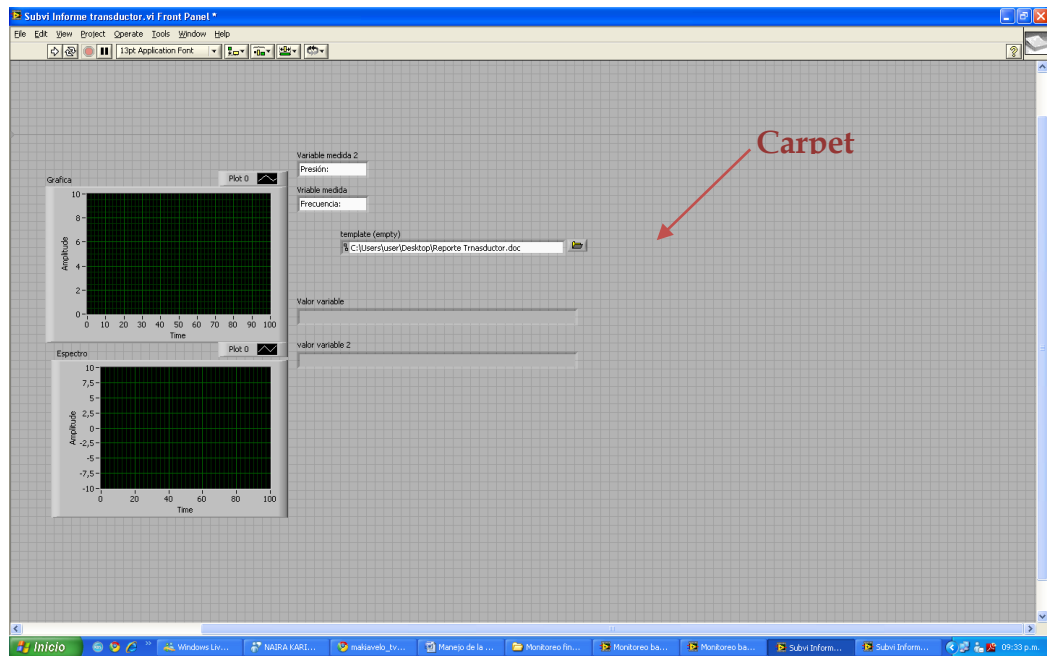 Subvi Informe transductor.vi Front Panel *
File Edit View Project Operate Tools Window Help
13pt Application Font
?
Carpet
Variable medida 2
Presión:
Vriable medida
Frecuencia:
template (empty)
C:\Users\user\Desktop\Reporte Trnasductor.doc
Valor variable
valor variable 2
Grafica
Plot 0
10
8
6
4
2
0
Amplitude
0 10 20 30 40 50 60 70 80 90 100
Time
Espectro
Plot 0
10
7,5
5
2,5
0
-2,5
-5
-7,5
-10
Amplitude
0 20 40 60 80 100
Time
Inicio
Windows Liv...
NAIRA KARI...
makiavelo_tv...
Manejo de la ...
Monitoreo fin...
Monitoreo ba...
Monitoreo ba...
Subvi Inform...
Subvi Inform...
09:33 p.m.